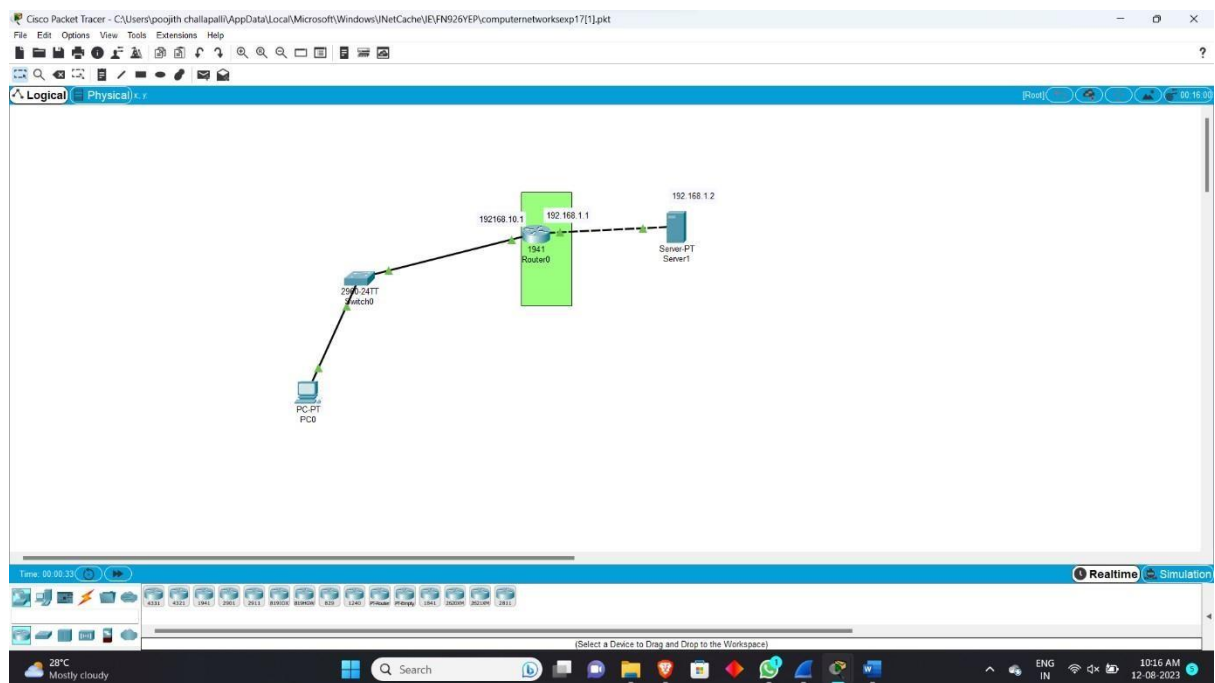 Cisco Packet Tracer - C:\Users\poojith challapalli\AppData\Local\Microsoft\Windows\INetCache\IE\FN926YEP\computernetworksexp17[1].pkt
File Edit Options View Tools Extensions Help
?
Logical Physical x, y [Root] 00:16:00
192.168.1.2
192168.10.1 192.168.1.1
1941
Router0
Server-PT
Server1
2960-24TT
Switch0
PC-PT
PC0
Time: 00:00:33 Realtime Simulation
4331 4321 1941 2901 2911 819IOX 819HGW 829 1240 PT-Router PT-Empty 1841 2620XM 2621XM 2811
(Select a Device to Drag and Drop to the Workspace)
28°C
Mostly cloudy
Search
ENG
IN
10:16 AM
12-08-2023
5